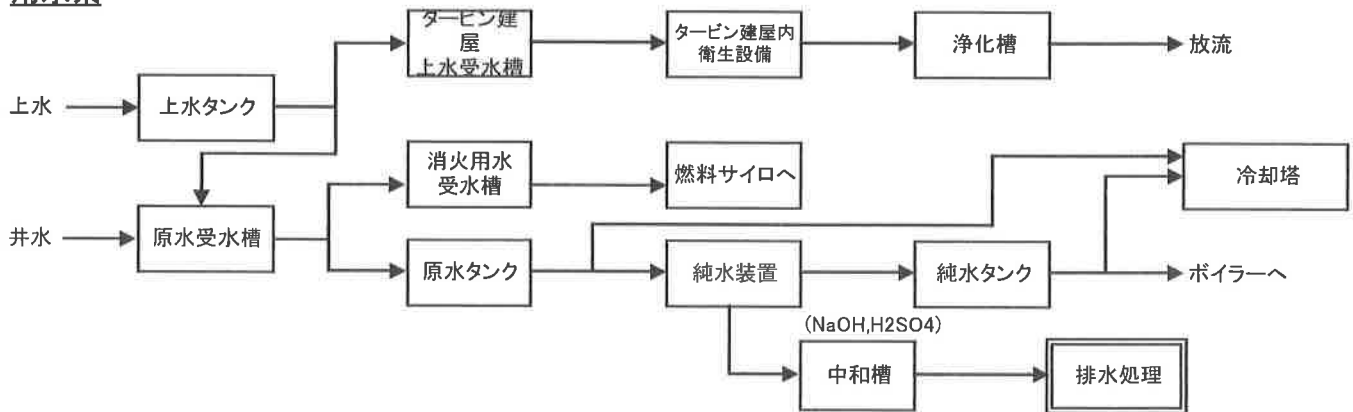 タービン建
屋
上水受水槽
タービン建屋内
衛生設備
浄化槽
放流
上水
上水タンク
消火用水
受水槽
燃料サイロへ
冷却塔
井水
原水受水槽
原水タンク
純水装置
純水タンク
ボイラーへ
(NaOH,H2SO4)
中和槽
排水処理